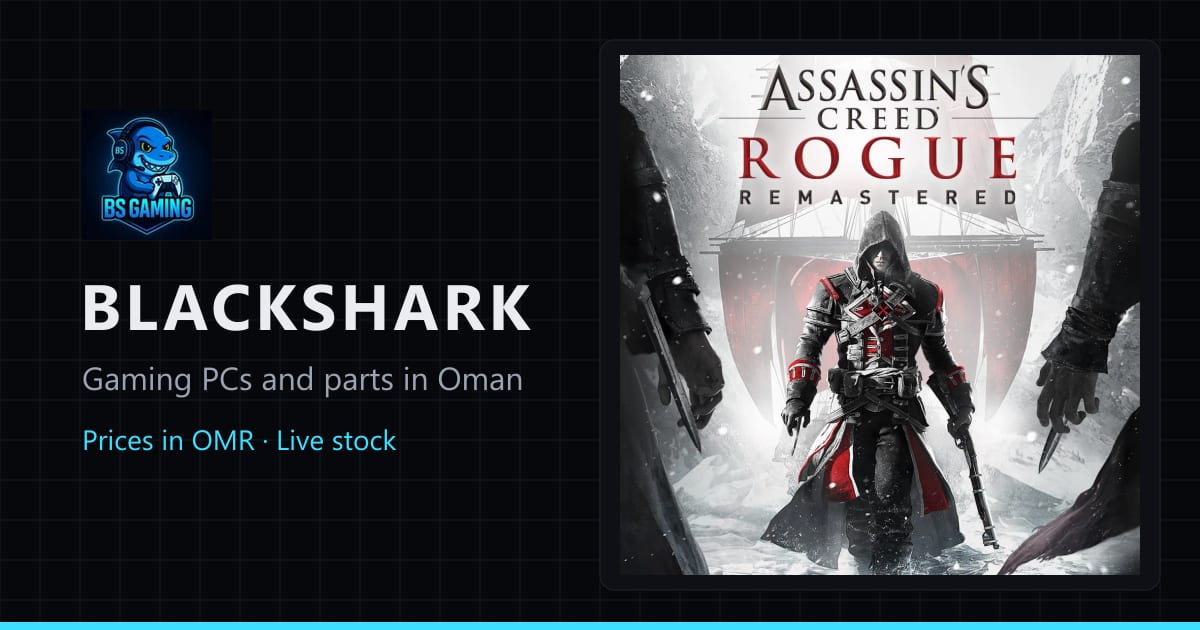 BS
BS GAMING
BLACKSHARK
Gaming PCs and parts in Oman
Prices in OMR · Live stock
ASSASSIN'S
CREED
ROGUE
REMASTERED